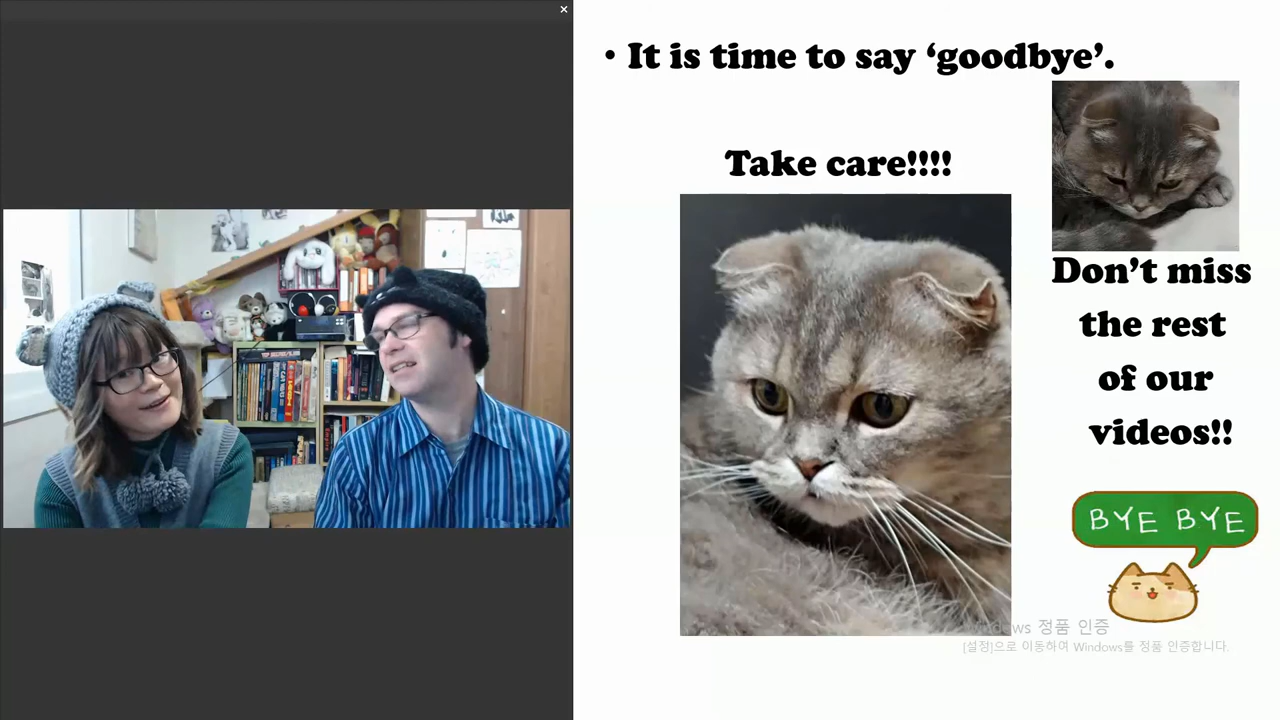 • It is time to say ‘goodbye’.
Take care!!!!
Don’t miss
the rest
of our
videos!!
BYE BYE
Windows 정품 인증
[설정]으로 이동하여 Windows를 정품 인증합니다.